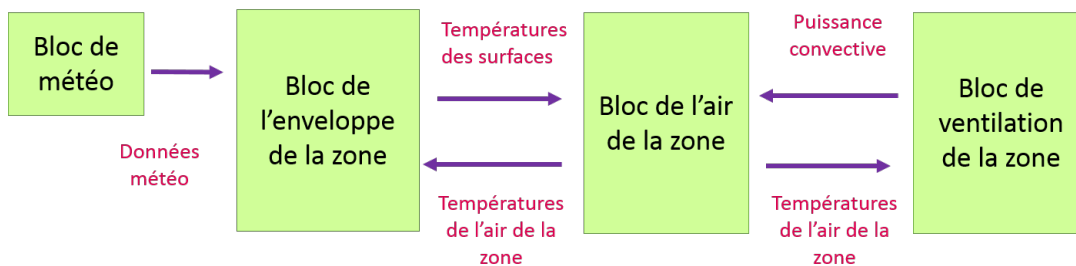 Bloc de
météo
Données
météo
Bloc de
l'enveloppe
de la zone
Températures
des surfaces
Températures
de l'air de la
zone
Bloc de l'air
de la zone
Puissance
convective
Températures
de l'air de la
zone
Bloc de
ventilation
de la zone